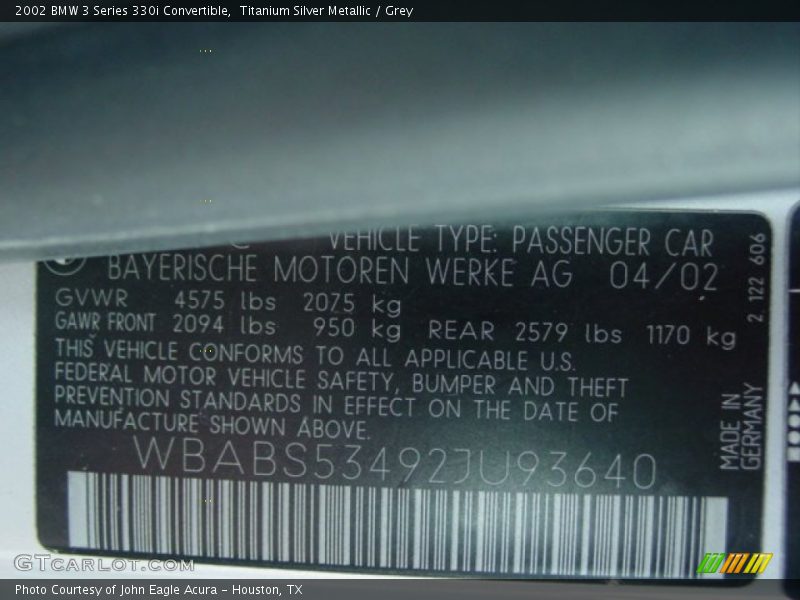 2002 BMW 3 Series 330i Convertible,  Titanium Silver Metallic / Grey
VEHICLE TYPE: PASSENGER CAR
BAYERISCHE MOTOREN WERKE AG 04/02
GVWR 4575 lbs 2075 kg
GAWR FRONT 2094 lbs 950 kg REAR 2579 lbs 1170 kg
THIS VEHICLE CONFORMS TO ALL APPLICABLE U.S.
FEDERAL MOTOR VEHICLE SAFETY, BUMPER AND THEFT
PREVENTION STANDARDS IN EFFECT ON THE DATE OF
MANUFACTURE SHOWN ABOVE.
WBABS53492JU93640
2 122 606
MADE IN
GERMANY
GTcarlot.com
Photo Courtesy of John Eagle Acura - Houston, TX